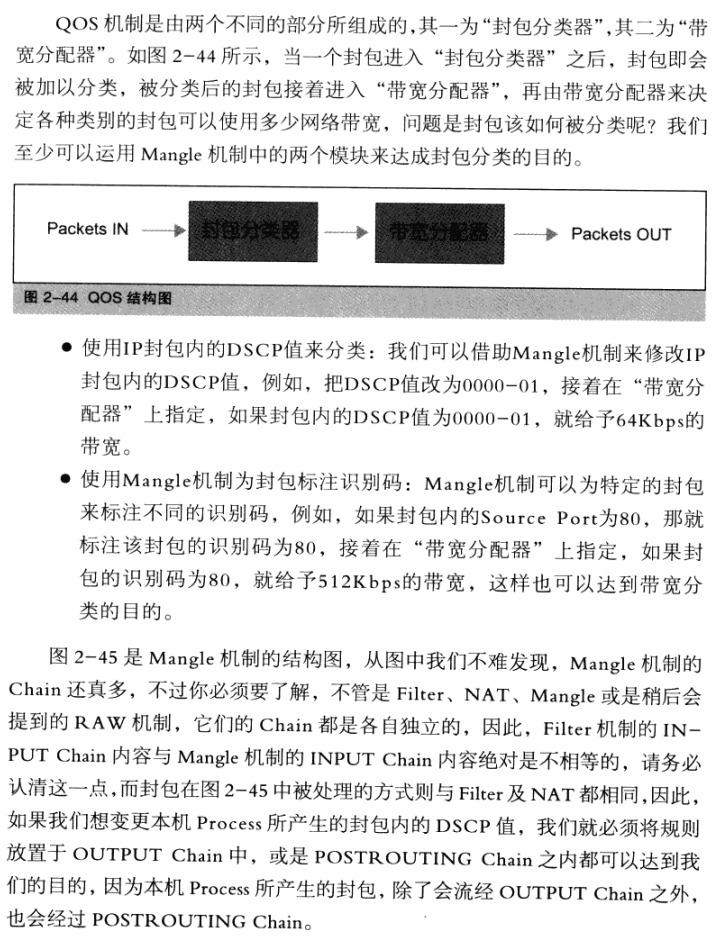 QOS 机制是由两个不同的部分所组成的,其一为“封包分类器”,其二为“带
宽分配器”。如图 2-44 所示，当一个封包进入“封包分类器”之后，封包即会
被加以分类，被分类后的封包接着进入“带宽分配器”，再由带宽分配器来决
定各种类别的封包可以使用多少网络带宽，问题是封包该如何被分类呢？我们
至少可以运用 Mangle 机制中的两个模块来达成封包分类的目的。
Packets IN 封包分类器 带宽分配器 Packets OUT
图 2-44 QOS 结构图
● 使用IP封包内的DSCP值来分类：我们可以借助Mangle机制来修改IP
封包内的DSCP值，例如，把DSCP值改为0000-01，接着在“带宽分
配器”上指定，如果封包内的DSCP值为0000-01，就给予64Kbps的
带宽。
● 使用Mangle机制为封包标注识别码：Mangle机制可以为特定的封包
来标注不同的识别码，例如，如果封包内的Source Port为80，那就
标注该封包的识别码为80，接着在“带宽分配器”上指定，如果封
包的识别码为80，就给予512Kbps的带宽，这样也可以达到带宽分
类的目的。
图 2-45 是 Mangle 机制的结构图，从图中我们不难发现，Mangle 机制的
Chain 还真多，不过你必须要了解，不管是 Filter、NAT、Mangle 或是稍后会
提到的 RAW 机制，它们的 Chain 都是各自独立的，因此，Filter 机制的 IN-
PUT Chain 内容与 Mangle 机制的 INPUT Chain 内容绝对是不相等的，请务必
认清这一点,而封包在图 2-45 中被处理的方式则与 Filter 及 NAT 都相同,因此,
如果我们想变更本机 Process 所产生的封包内的 DSCP 值，我们就必须将规则
放置于 OUTPUT Chain 中，或是 POSTROUTING Chain 之内都可以达到我
们的目的，因为本机 Process 所产生的封包，除了会流经 OUTPUT Chain 之外，
也会经过 POSTROUTING Chain。